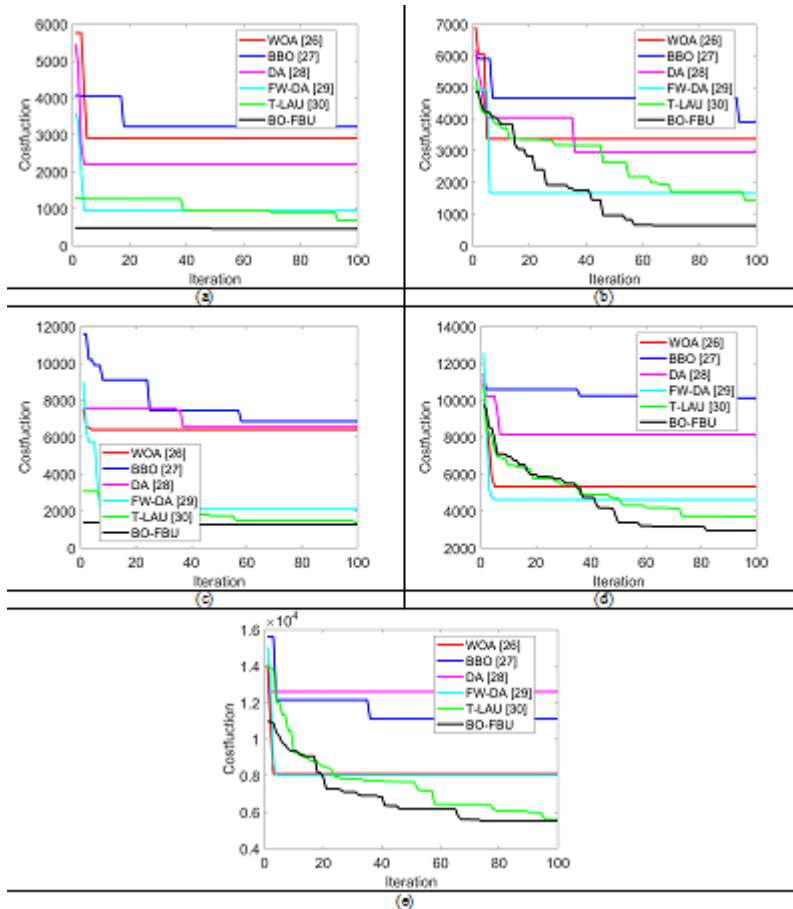 6000
5000
4000
3000
2000
1000
0
Costfuction
0 20 40 60 80 100
Iteration
WOA [26]
BBO [27]
DA [28]
FW-DA [29]
T-LAU [30]
BO-FBU
(a)
7000
6000
5000
4000
3000
2000
1000
0
Costfuction
0 20 40 60 80 100
Iteration
WOA [26]
BBO [27]
DA [28]
FW-DA [29]
T-LAU [30]
BO-FBU
(b)
12000
10000
8000
6000
4000
2000
0
Costfuction
0 20 40 60 80 100
Iteration
WOA [26]
BBO [27]
DA [28]
FW-DA [29]
T-LAU [30]
BO-FBU
(c)
14000
12000
10000
8000
6000
4000
2000
Costfuction
0 20 40 60 80 100
Iteration
WOA [26]
BBO [27]
DA [28]
FW-DA [29]
T-LAU [30]
BO-FBU
(d)
×10^4
1.6
1.4
1.2
1
0.8
0.6
0.4
Costfuction
0 20 40 60 80 100
Iteration
WOA [26]
BBO [27]
DA [28]
FW-DA [29]
T-LAU [30]
BO-FBU
(e)